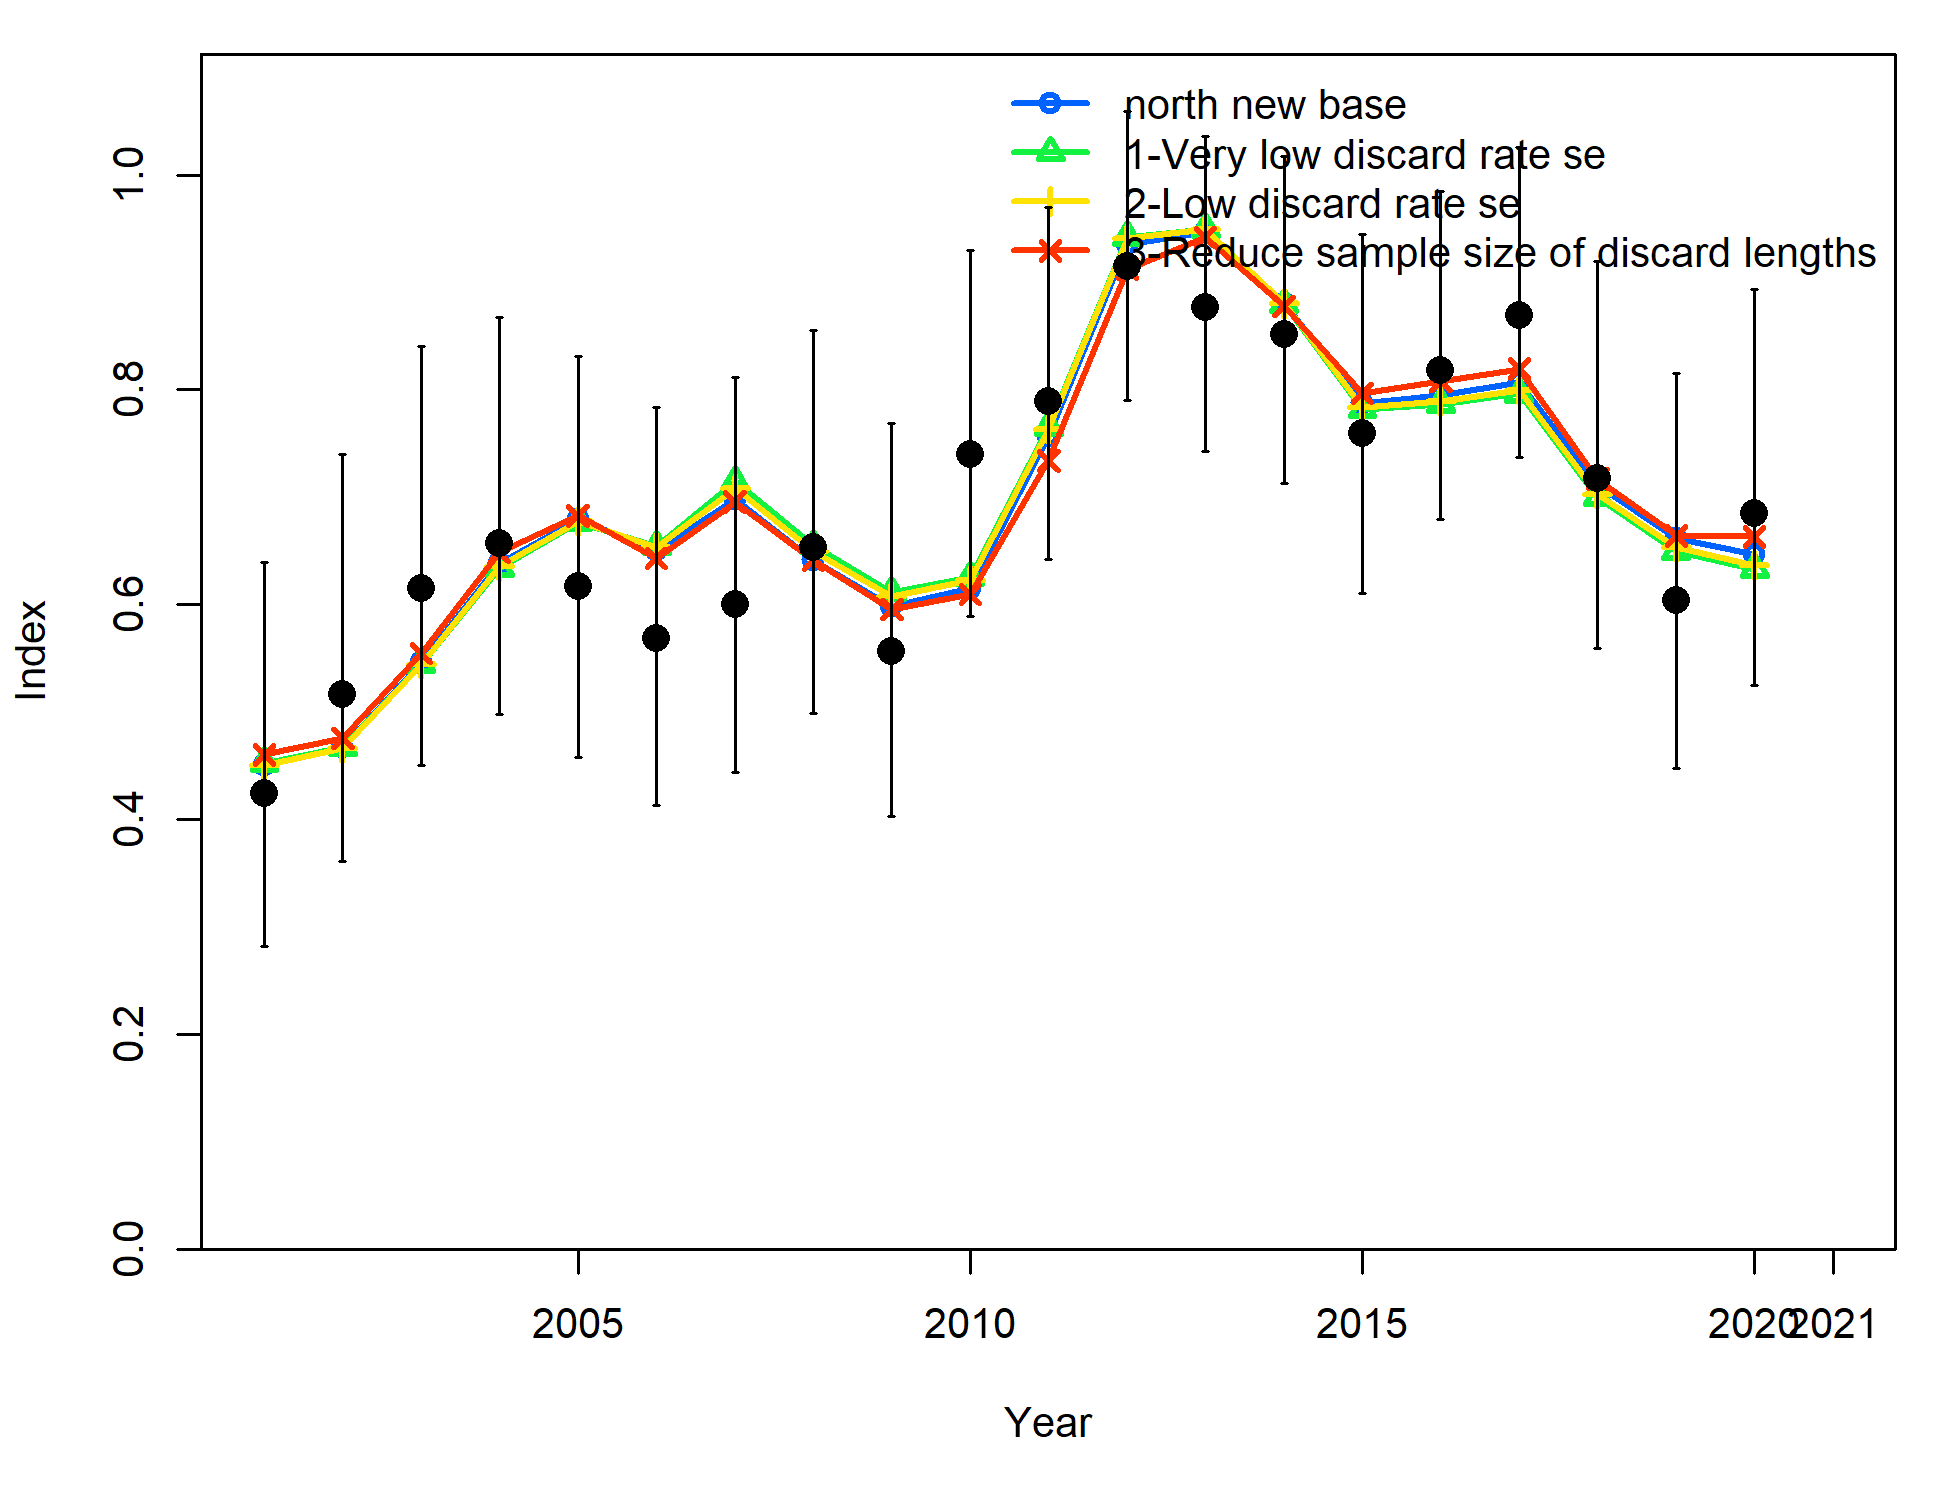 north new base
1-Very low discard rate se
2-Low discard rate se
3-Reduce sample size of discard lengths
Index
1.0
0.8
0.6
0.4
0.2
0.0
2005 2010 2015 2020 2021
Year